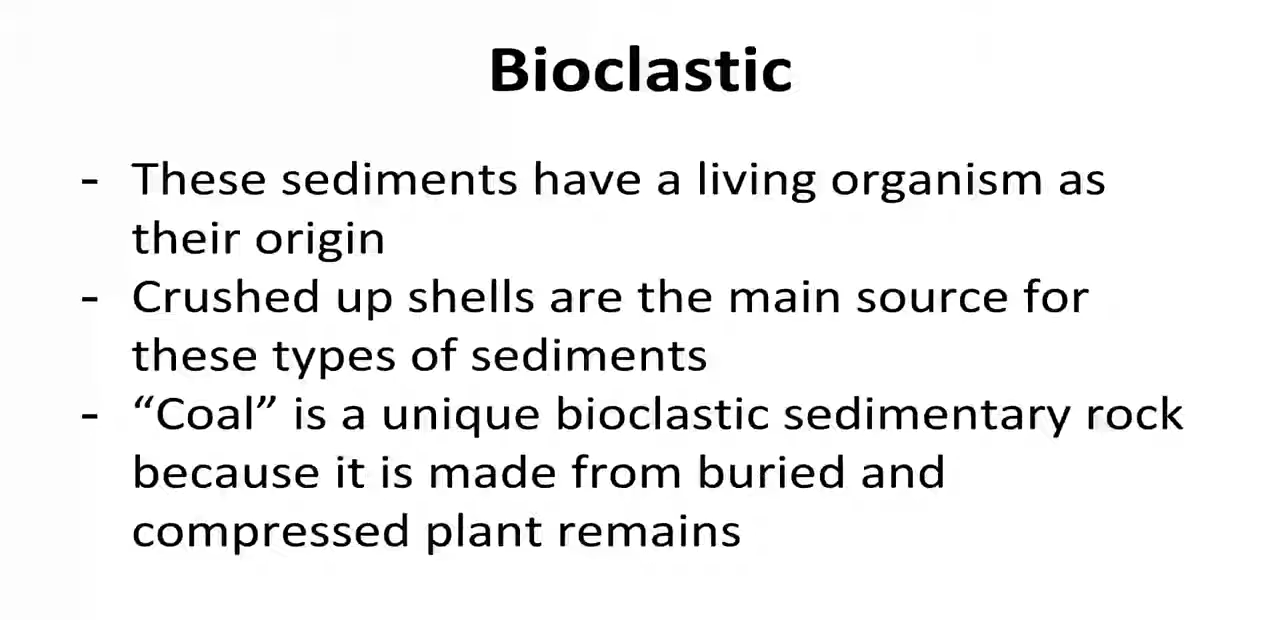 Bioclastic
- These sediments have a living organism as
their origin
- Crushed up shells are the main source for
these types of sediments
- “Coal” is a unique bioclastic sedimentary rock
because it is made from buried and
compressed plant remains